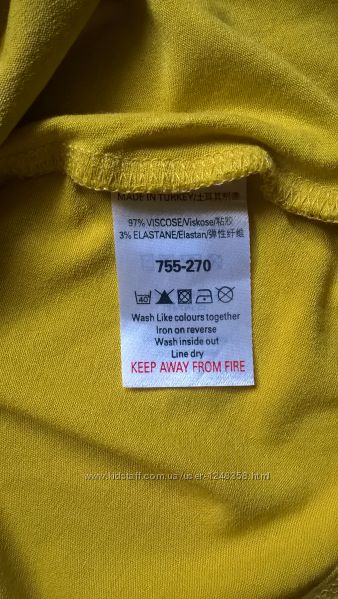 MADE IN TURKEY/土耳其制造
97% VISCOSE/Viskose/粘胶
3% ELASTANE/Elastan/弹性纤维
755-270
40
Wash Like colours together
Iron on reverse
Wash inside out
Line dry
KEEP AWAY FROM FIRE
www.kidstaff.com.ua/user-1246358.html